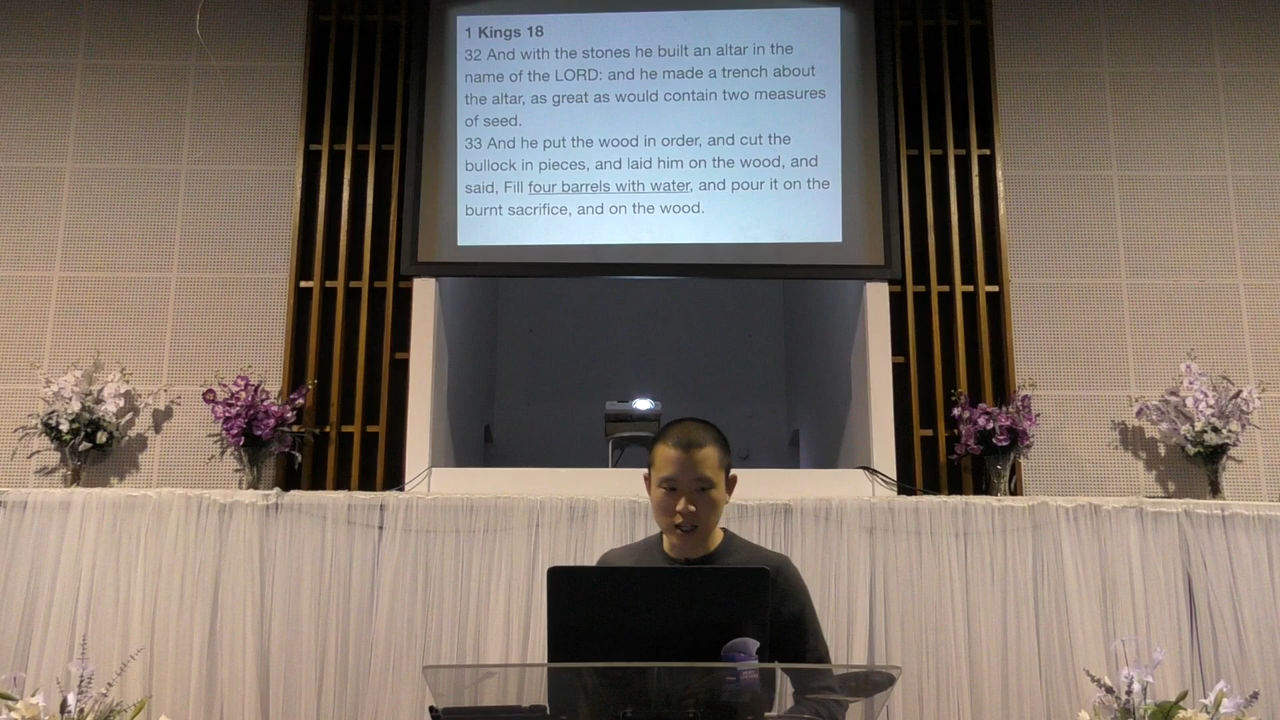 1 Kings 18
32 And with the stones he built an altar in the
name of the LORD: and he made a trench about
the altar, as great as would contain two measures
of seed.
33 And he put the wood in order, and cut the
bullock in pieces, and laid him on the wood, and
said, Fill four barrels with water, and pour it on the
burnt sacrifice, and on the wood.